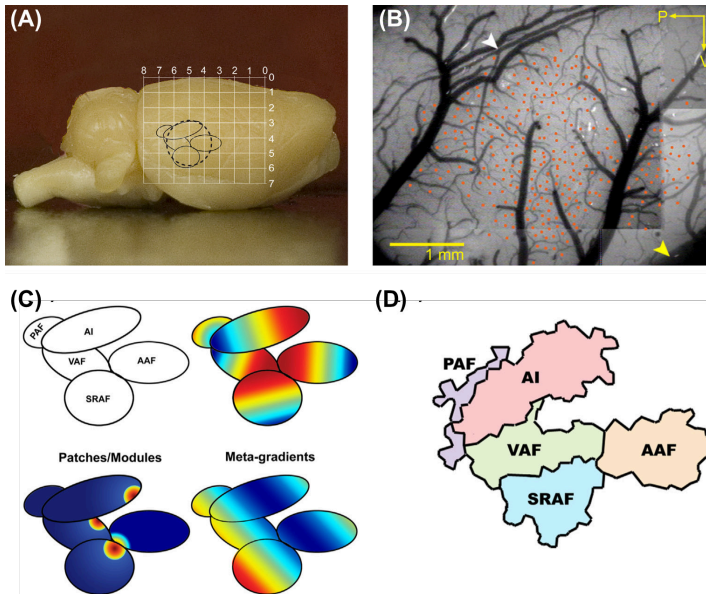 (A)
8 7 6 5 4 3 2 1 0
0
1
2
3
4
5
6
7
(B)
P
V
1 mm
(C)
PAF
AI
VAF
AAF
SRAF
Patches/Modules
Meta-gradients
(D)
PAF
AI
VAF
AAF
SRAF